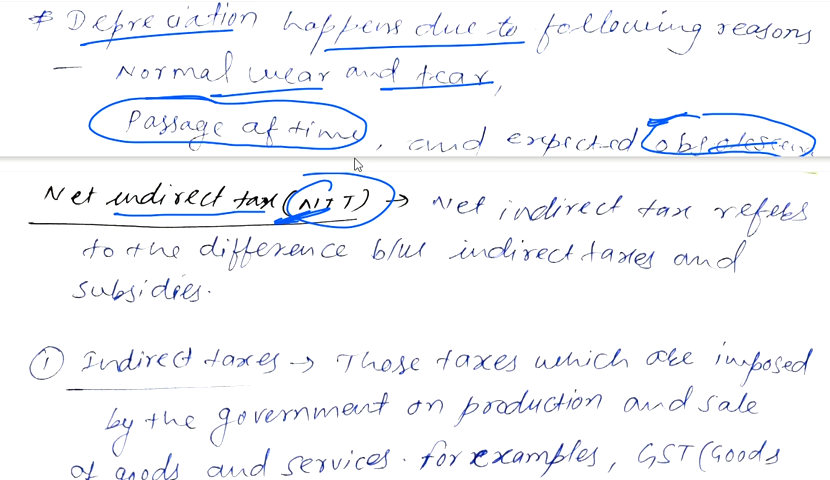 * Depreciation happens due to following reasons
- Normal wear and tear,
Passage of time, and expected
Net indirect tax (NIT) → Net indirect tax refers
to the difference b/w indirect taxes and
subsidies.
① Indirect taxes → Those taxes which are imposed
by the government on production and sale
of goods and services. for examples, GST (Goods